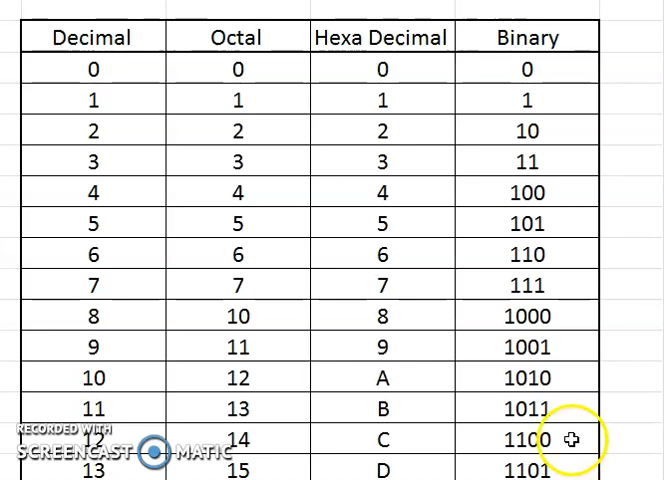 Decimal Octal Hexa Decimal Binary
0 0 0 0
1 1 1 1
2 2 2 10
3 3 3 11
4 4 4 100
5 5 5 101
6 6 6 110
7 7 7 111
8 10 8 1000
9 11 9 1001
10 12 A 1010
11 13 B 1011
RECORDED WITH
12 14 C 1100
SCREENCAST MATIC
13 15 D 1101